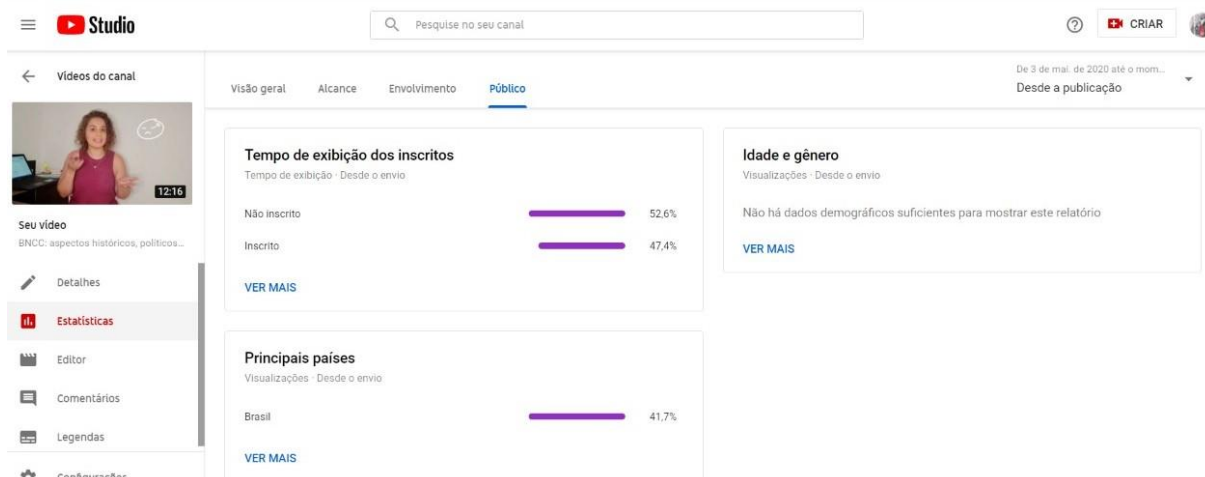 Studio
Pesquise no seu canal
CRIAR
Vídeos do canal
12:16
Seu vídeo
BNCC: aspectos históricos, políticos...
Detalhes
Estatísticas
Editor
Comentários
Legendas
Configurações
Visão geral Alcance Envolvimento Público
De 3 de mai. de 2020 até o mom...
Desde a publicação
Tempo de exibição dos inscritos
Tempo de exibição · Desde o envio
Não inscrito 52,6%
Inscrito 47,4%
VER MAIS
Idade e gênero
Visualizações · Desde o envio
Não há dados demográficos suficientes para mostrar este relatório
VER MAIS
Principais países
Visualizações · Desde o envio
Brasil 41,7%
VER MAIS